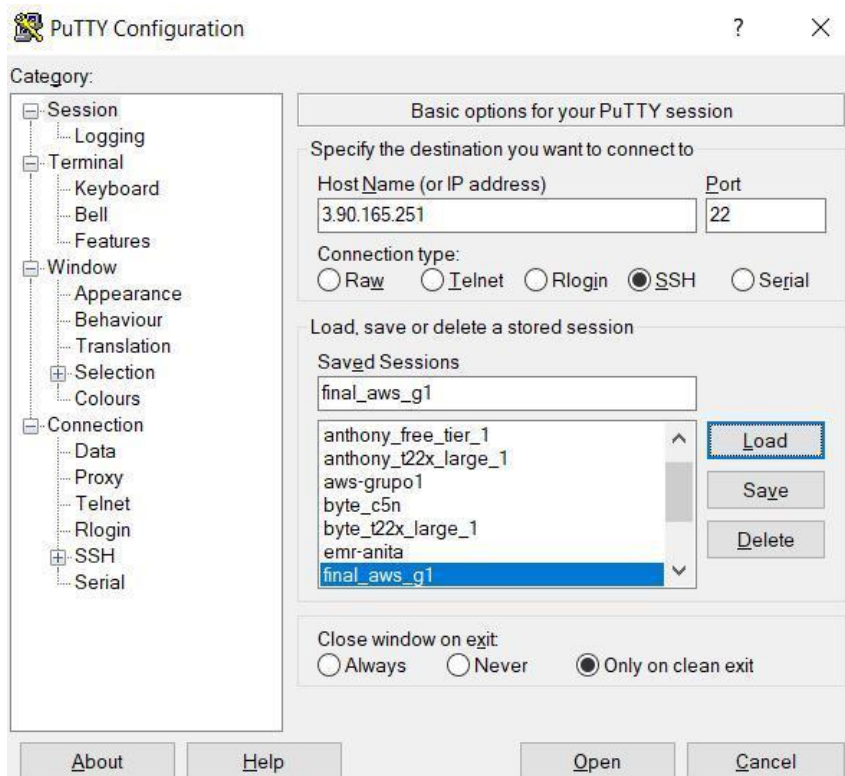 PuTTY Configuration
?
Category:
Session
Logging
Terminal
Keyboard
Bell
Features
Window
Appearance
Behaviour
Translation
Selection
Colours
Connection
Data
Proxy
Telnet
Rlogin
SSH
Serial
Basic options for your PuTTY session
Specify the destination you want to connect to
Host Name (or IP address) Port
3.90.165.251 22
Connection type:
Raw Telnet Rlogin SSH Serial
Load, save or delete a stored session
Saved Sessions
final_aws_g1
anthony_free_tier_1
anthony_t22x_large_1
aws-grupo1
byte_c5n
byte_t22x_large_1
emr-anita
final_aws_g1
Load
Save
Delete
Close window on exit:
Always Never Only on clean exit
About Help Open Cancel